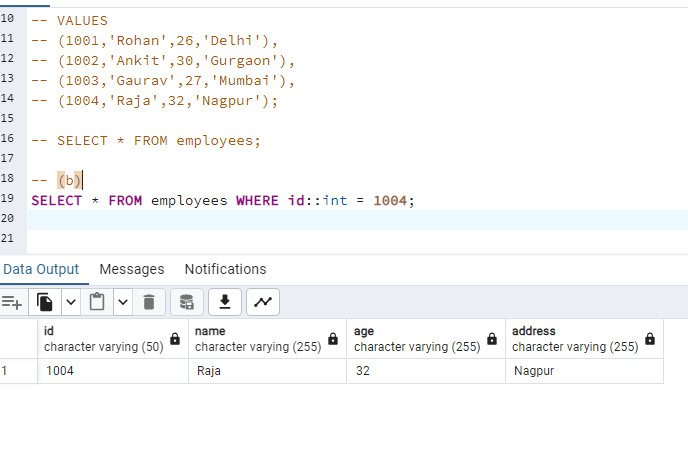 10 -- VALUES
11 -- (1001,'Rohan',26,'Delhi'),
12 -- (1002,'Ankit',30,'Gurgaon'),
13 -- (1003,'Gaurav',27,'Mumbai'),
14 -- (1004,'Raja',32,'Nagpur');
15
16 -- SELECT * FROM employees;
17
18 -- (b)
19 SELECT * FROM employees WHERE id::int = 1004;
20
21
Data Output Messages Notifications
id name age address
character varying (50) character varying (255) character varying (255) character varying (255)
1 1004 Raja 32 Nagpur